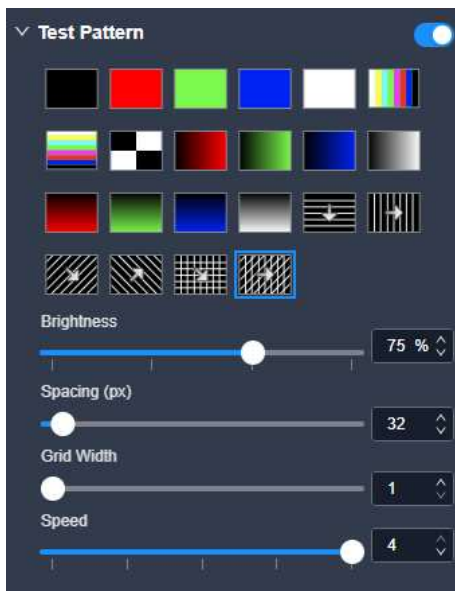 Test Pattern
Brightness
75 %
Spacing (px)
32
Grid Width
1
Speed
4